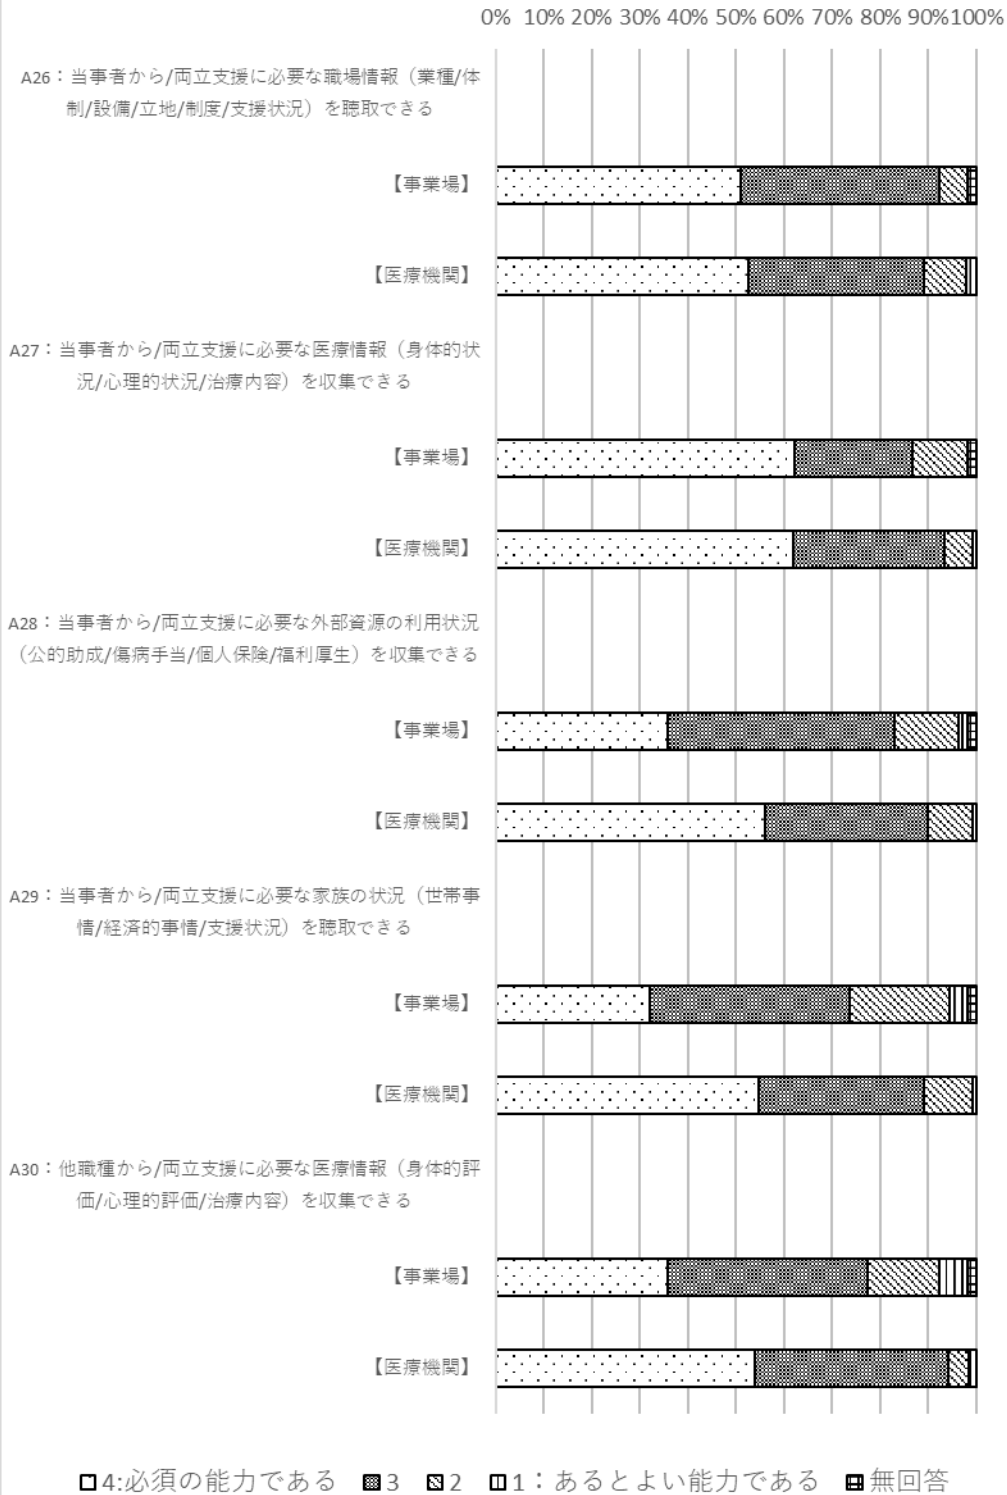 0% 10% 20% 30% 40% 50% 60% 70% 80% 90% 100%
A26：当事者から/両立支援に必要な職場情報（業種/体
制/設備/立地/制度/支援状況）を聴取できる
【事業場】
【医療機関】
A27：当事者から/両立支援に必要な医療情報（身体的状
況/心理的状況/治療内容）を収集できる
【事業場】
【医療機関】
A28：当事者から/両立支援に必要な外部資源の利用状況
（公的助成/傷病手当/個人保険/福利厚生）を収集できる
【事業場】
【医療機関】
A29：当事者から/両立支援に必要な家族の状況（世帯事
情/経済的事情/支援状況）を聴取できる
【事業場】
【医療機関】
A30：他職種から/両立支援に必要な医療情報（身体的評
価/心理的評価/治療内容）を収集できる
【事業場】
【医療機関】
4:必須の能力である 3 2 1：あるとよい能力である 無回答